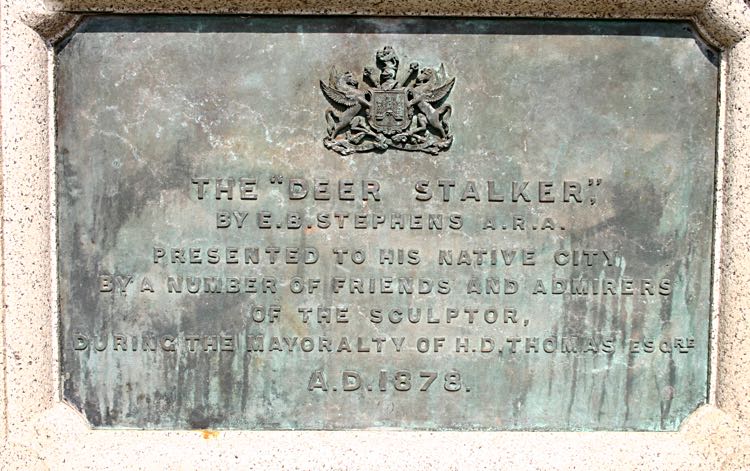 THE "DEER STALKER",
BY E.B.STEPHENS A.R.A.
PRESENTED TO HIS NATIVE CITY
BY A NUMBER OF FRIENDS AND ADMIRERS
OF THE SCULPTOR,
DURING THE MAYORALTY OF H.D.THOMAS ESQRE
A.D.1878.